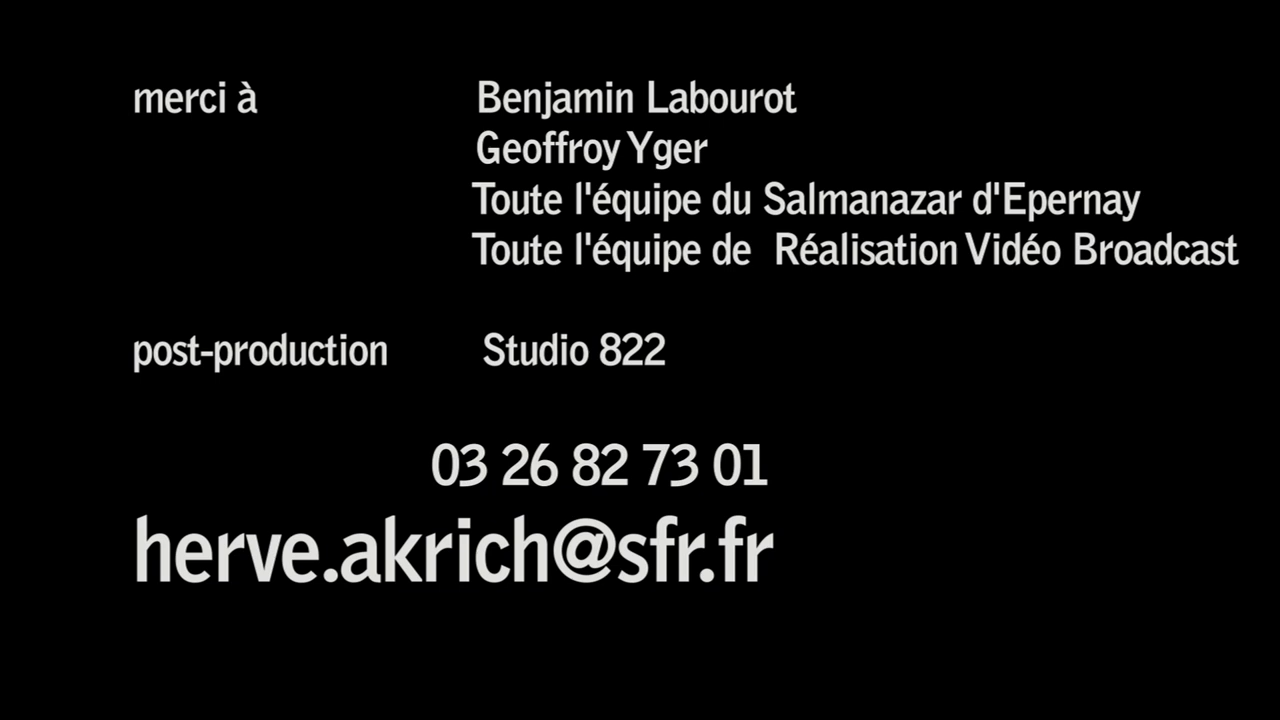 merci à Benjamin Labourot
Geoffroy Yger
Toute l'équipe du Salmanazar d'Epernay
Toute l'équipe de Réalisation Vidéo Broadcast
post-production Studio 822
03 26 82 73 01
herve.akrich@sfr.fr